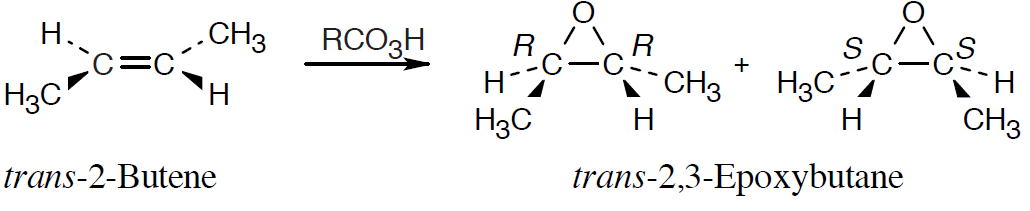 H CH₃ RCO₃H O O
C=C R R + S S
H₃C H H C C CH₃ H₃C C C H
H₃C H H CH₃
trans-2-Butene trans-2,3-Epoxybutane